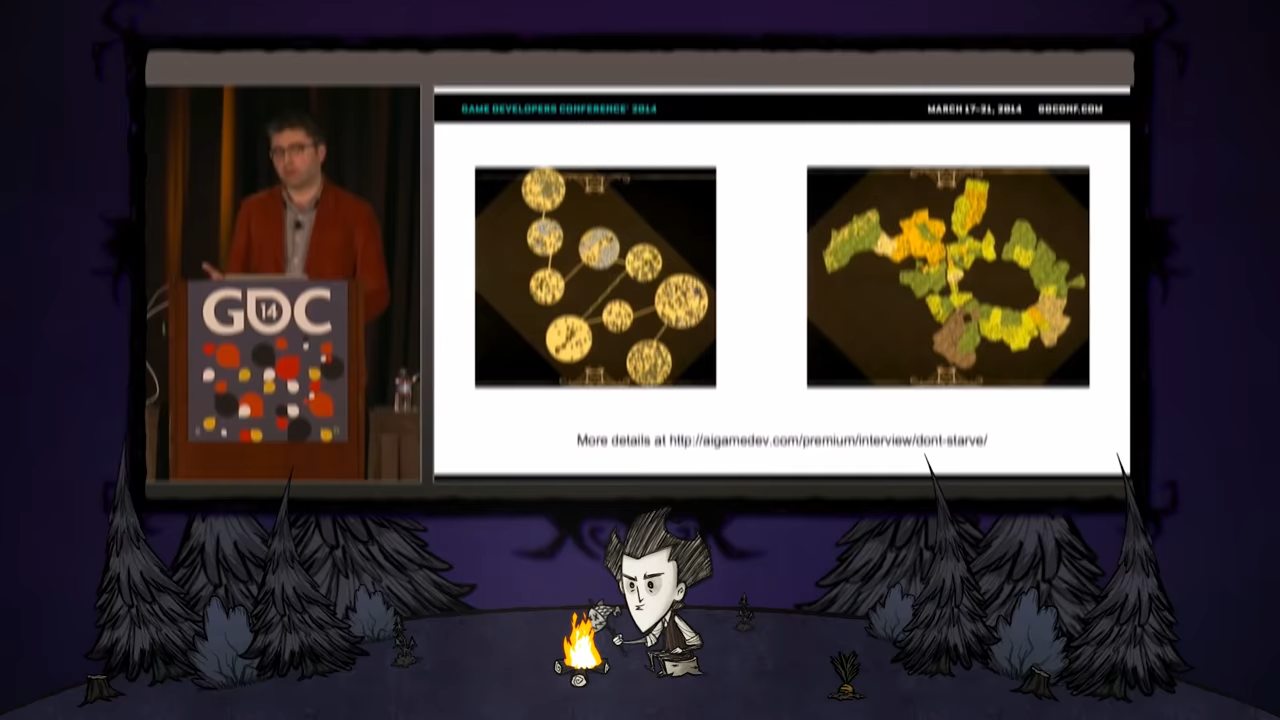 GAME DEVELOPERS CONFERENCE® 2014
MARCH 17-21, 2014 GDCONF.COM
GDC
14
More details at http://aigamedev.com/premium/interview/dont-starve/